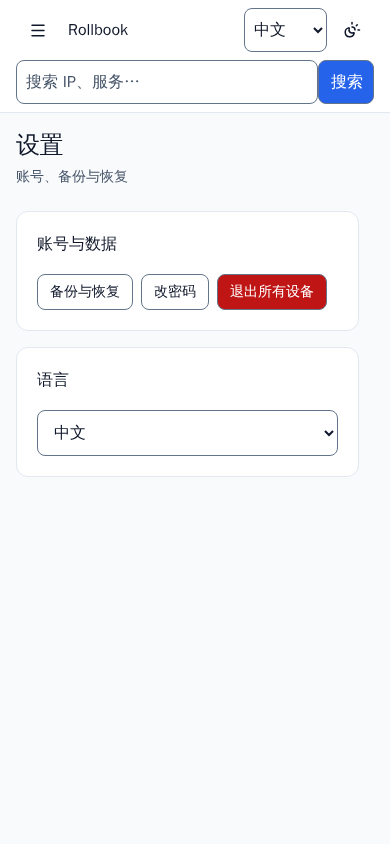 Rollbook
中文
搜索 IP、服务…
搜索
设置
账号、备份与恢复
账号与数据
备份与恢复
改密码
退出所有设备
语言
中文